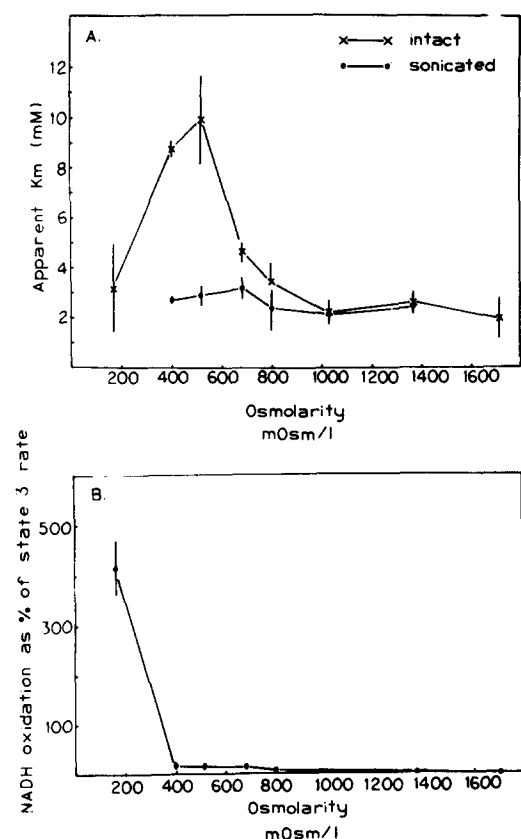 A.
intact
sonicated
Apparent Km (mM)
12
10
8
6
4
2
200 400 600 800 1000 1200 1400 1600
Osmolarity
mOsm/l
B.
NADH oxidation as % of state 3 rate
500
300
100
200 400 600 800 1000 1200 1400 1600
Osmolarity
mOsm/l